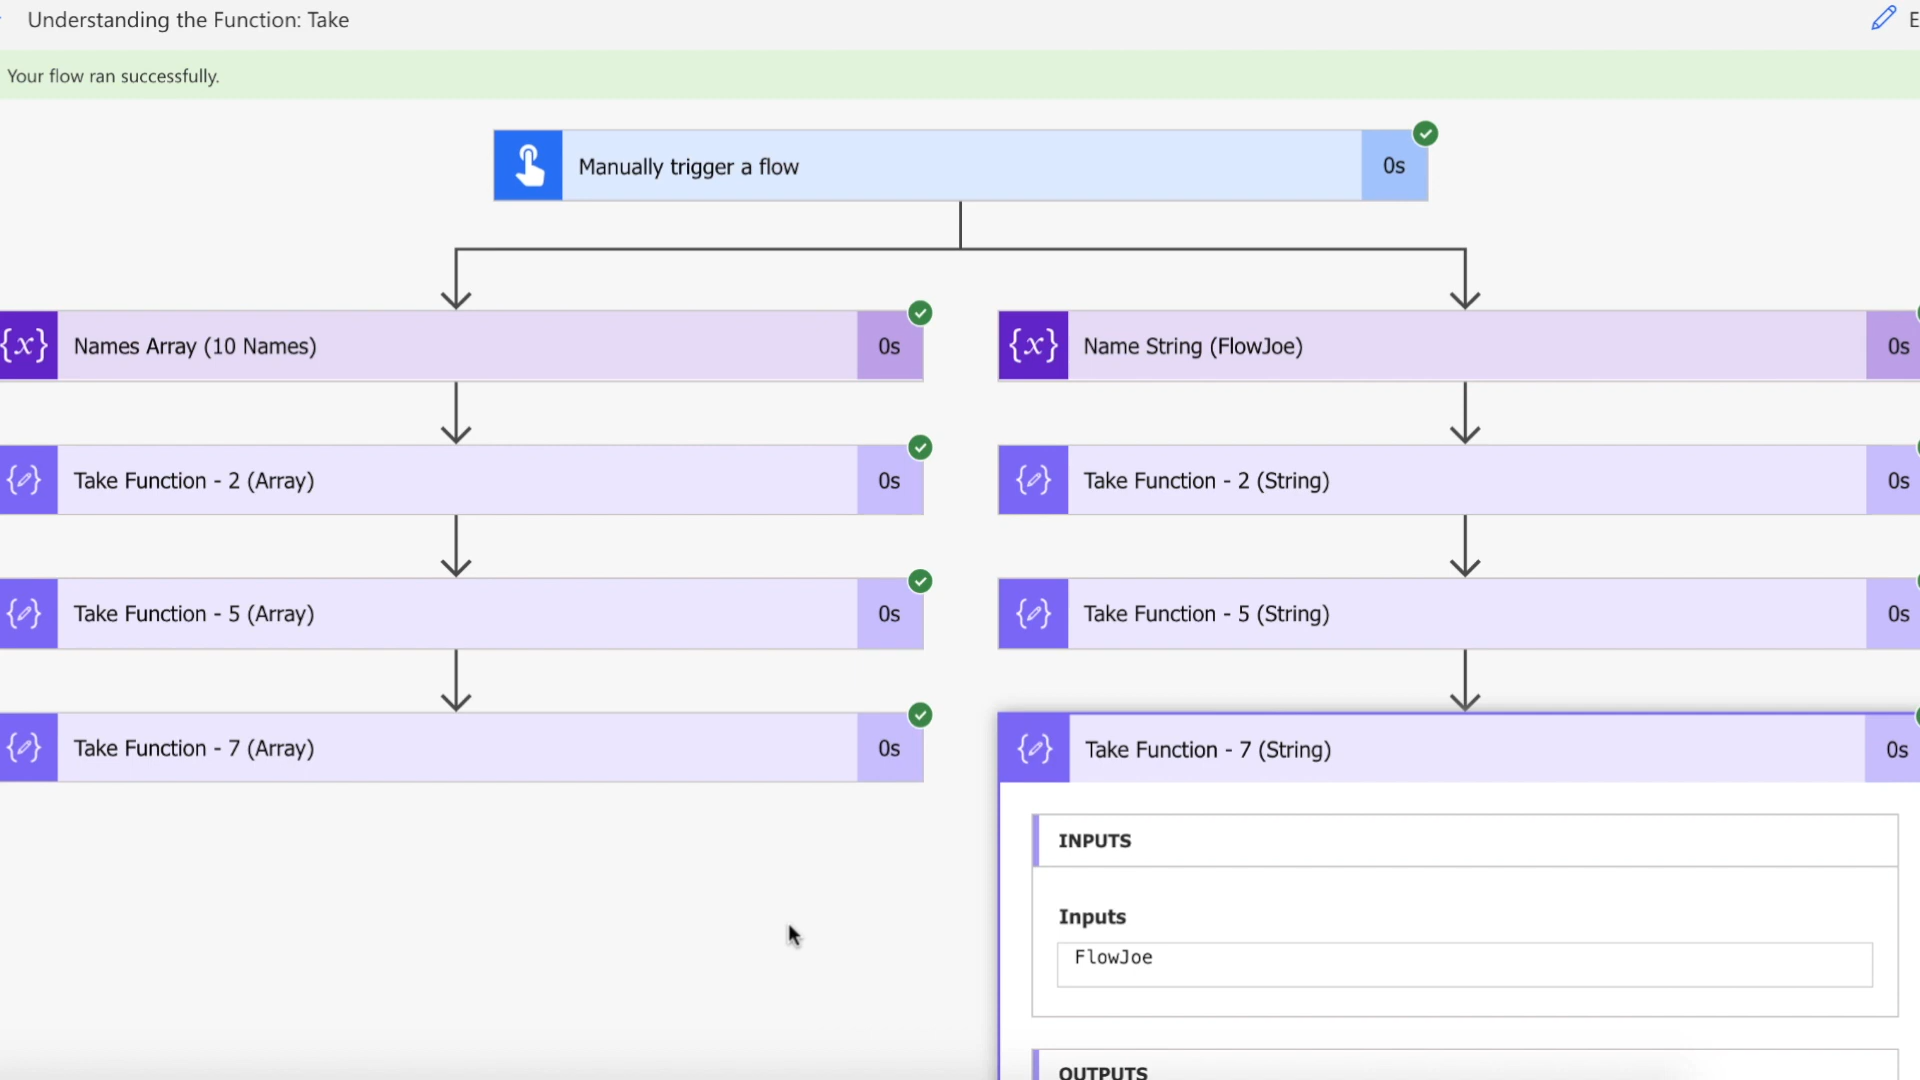 Understanding the Function: Take
Your flow ran successfully.
Manually trigger a flow
0s
{x}
Names Array (10 Names)
0s
{x}
Name String (FlowJoe)
0s
Take Function - 2 (Array)
0s
Take Function - 2 (String)
0s
Take Function - 5 (Array)
0s
Take Function - 5 (String)
0s
Take Function - 7 (Array)
0s
Take Function - 7 (String)
0s
INPUTS
Inputs
FlowJoe
OUTPUTS